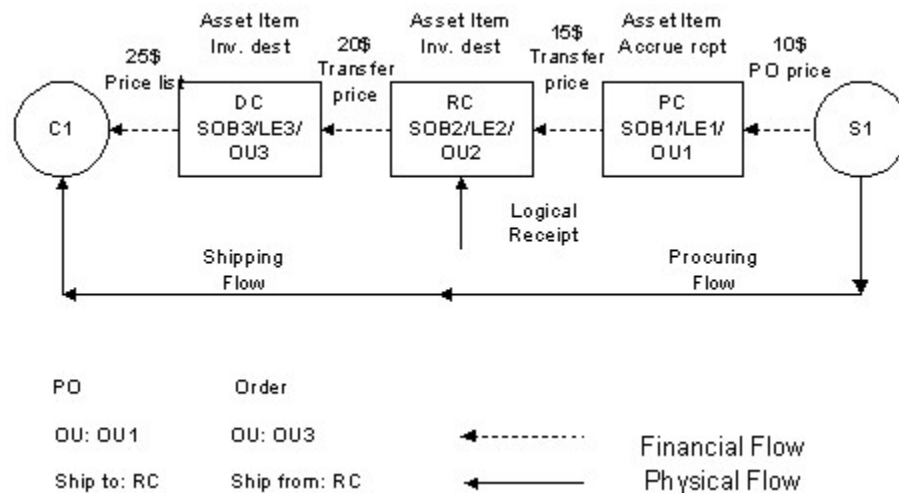 Asset Item
Inv. dest
Asset Item
Inv. dest
Asset Item
Accrue rcpt
25$
Price list
20$
Transfer
price
15$
Transfer
price
10$
PO price
C1
DC
SOB3/LE3/
OU3
RC
SOB2/LE2/
OU2
PC
SOB1/LE1/
OU1
S1
Logical
Receipt
Shipping
Flow
Procuring
Flow
PO
Order
OU: OU1
OU: OU3
Financial Flow
Ship to: RC
Ship from: RC
Physical Flow